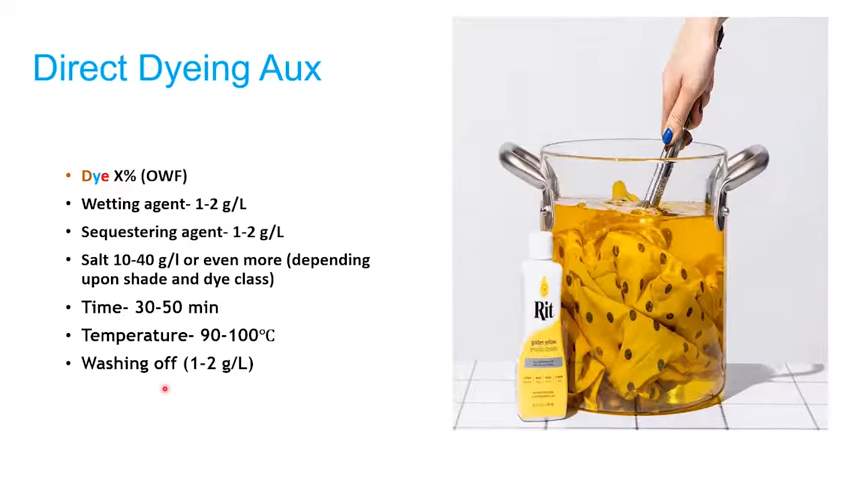 Direct Dyeing Aux
• Dye X% (OWF)
• Wetting agent- 1-2 g/L
• Sequestering agent- 1-2 g/L
• Salt 10-40 g/l or even more (depending
upon shade and dye class)
• Time- 30-50 min
• Temperature- 90-100°C
• Washing off (1-2 g/L)
Rit
golden yellow